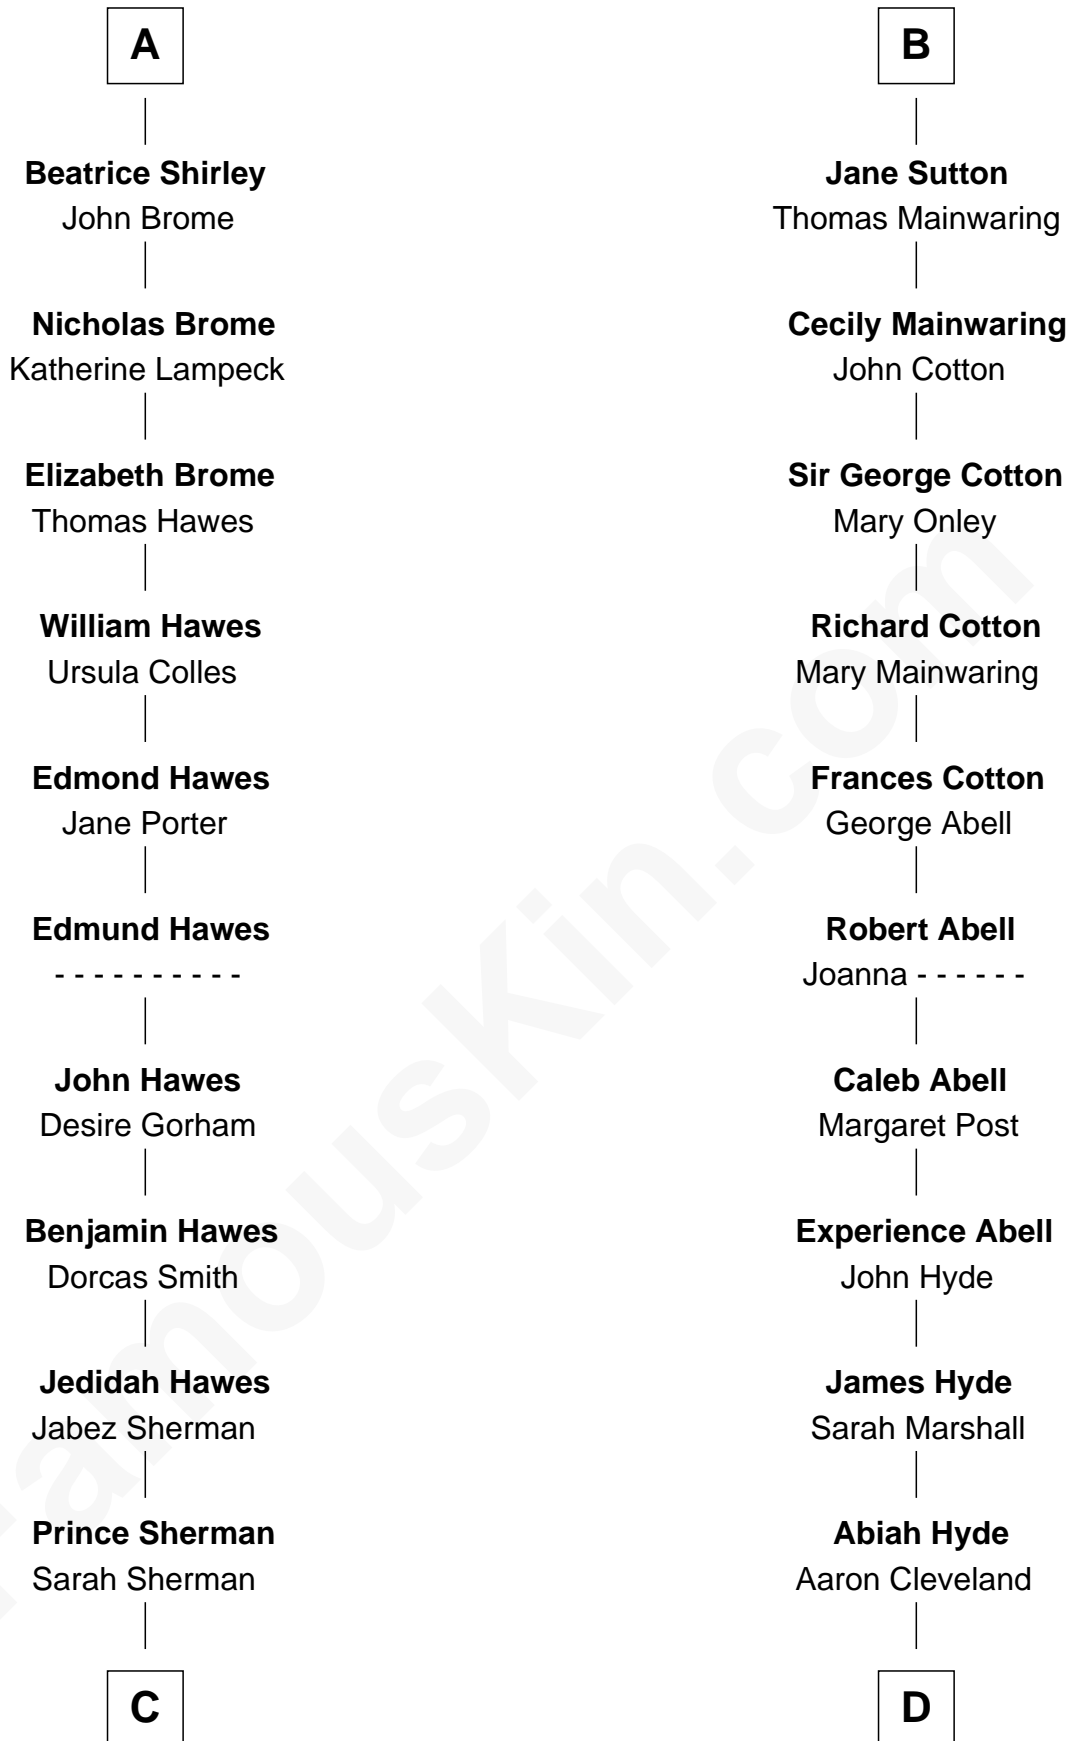 A
Beatrice Shirley
John Brome
Nicholas Brome
Katherine Lampeck
Elizabeth Brome
Thomas Hawes
William Hawes
Ursula Colles
Edmond Hawes
Jane Porter
Edmund Hawes
- - - - - - - - - -
John Hawes
Desire Gorham
Benjamin Hawes
Dorcas Smith
Jedidah Hawes
Jabez Sherman
Prince Sherman
Sarah Sherman
C
B
Jane Sutton
Thomas Mainwaring
Cecily Mainwaring
John Cotton
Sir George Cotton
Mary Onley
Richard Cotton
Mary Mainwaring
Frances Cotton
George Abell
Robert Abell
Joanna - - - - - -
Caleb Abell
Margaret Post
Experience Abell
John Hyde
James Hyde
Sarah Marshall
Abiah Hyde
Aaron Cleveland
D
FamousKin.com